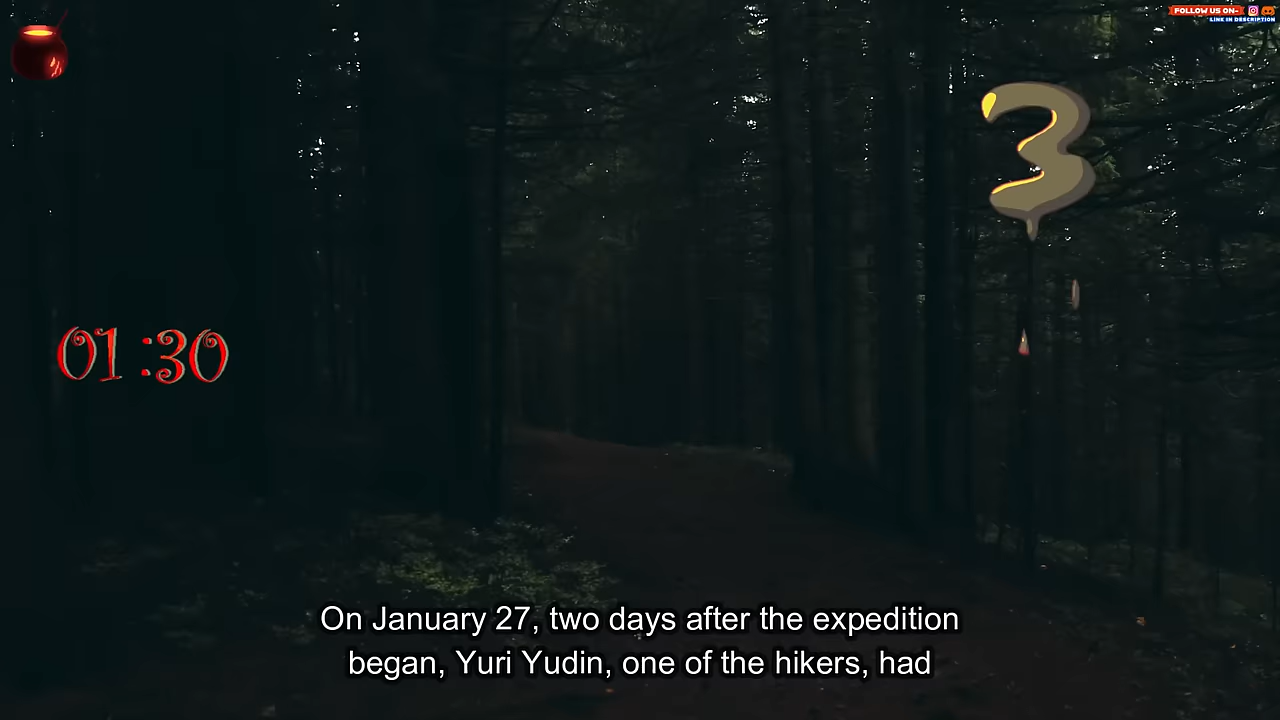 FOLLOW US ON-
LINK IN DESCRIPTION
3
01:30
On January 27, two days after the expedition
began, Yuri Yudin, one of the hikers, had